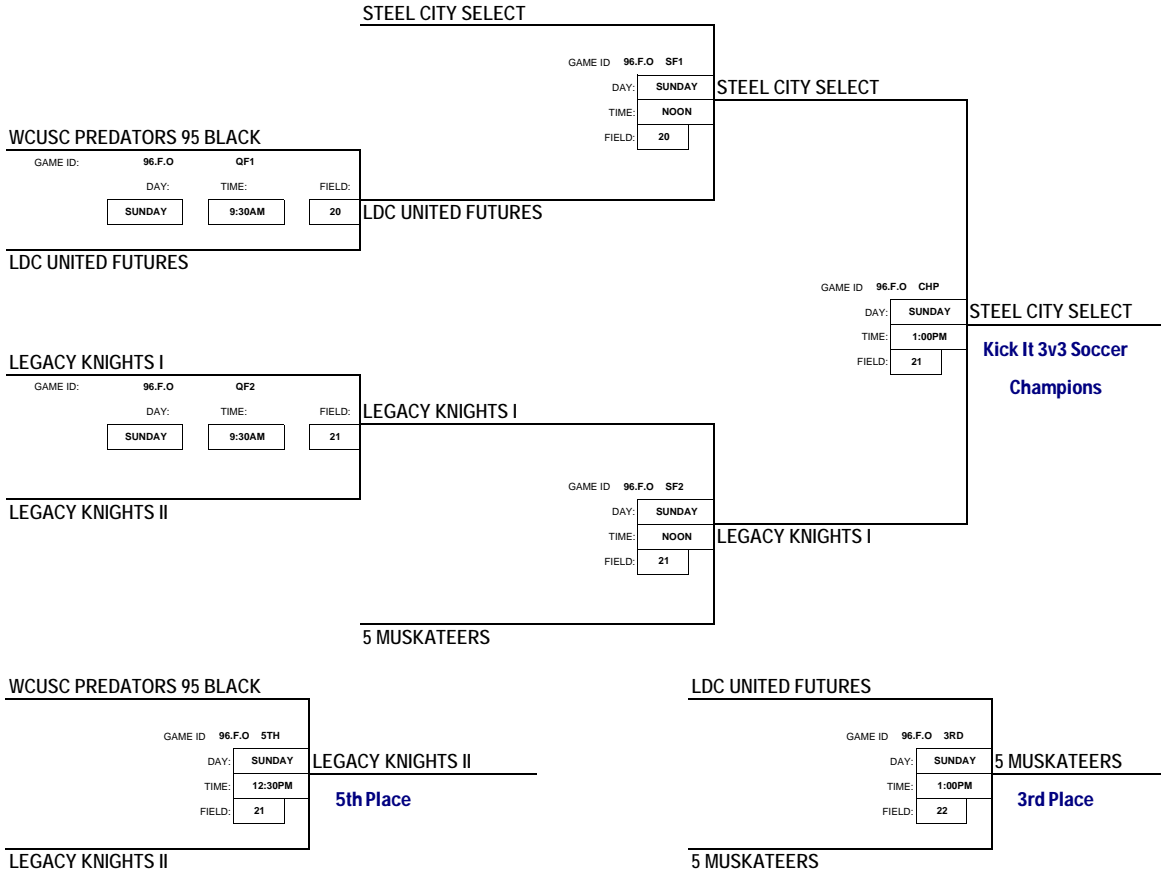 STEEL CITY SELECT
GAME ID 96.F.O SF1
DAY: SUNDAY
STEEL CITY SELECT
TIME: NOON
FIELD: 20
WCUSC PREDATORS 95 BLACK
GAME ID: 96.F.O QF1
DAY: TIME: FIELD:
SUNDAY 9:30AM 20
LDC UNITED FUTURES
LDC UNITED FUTURES
GAME ID 96.F.O CHP
DAY: SUNDAY
STEEL CITY SELECT
TIME: 1:00PM
FIELD: 21
Kick It 3v3 Soccer
Champions
LEGACY KNIGHTS I
GAME ID: 96.F.O QF2
DAY: TIME: FIELD:
SUNDAY 9:30AM 21
LEGACY KNIGHTS I
LEGACY KNIGHTS II
GAME ID 96.F.O SF2
DAY: SUNDAY
TIME: NOON
LEGACY KNIGHTS I
FIELD: 21
5 MUSKATEERS
WCUSC PREDATORS 95 BLACK
GAME ID 96.F.O 5TH
DAY: SUNDAY
LEGACY KNIGHTS II
TIME: 12:30PM
5th Place
FIELD: 21
LEGACY KNIGHTS II
LDC UNITED FUTURES
GAME ID 96.F.O 3RD
DAY: SUNDAY
5 MUSKATEERS
TIME: 1:00PM
3rd Place
FIELD: 22
5 MUSKATEERS